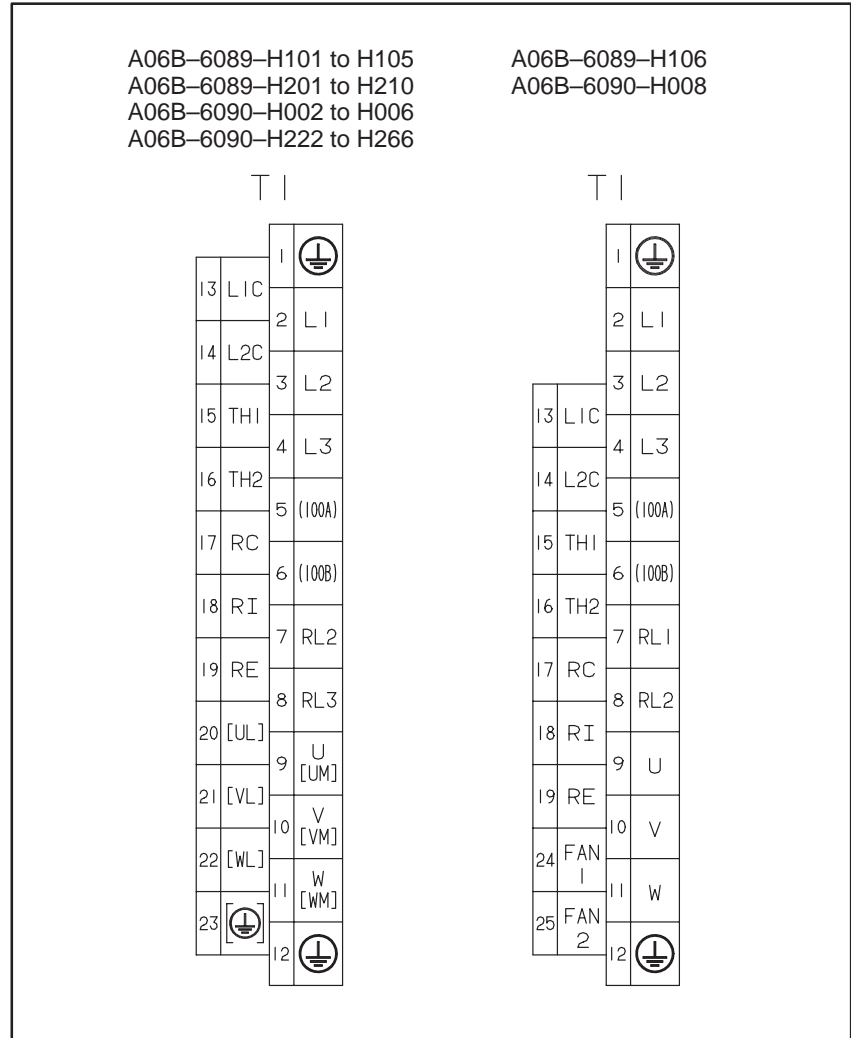 A06B–6089–H101 to H105
A06B–6089–H201 to H210
A06B–6090–H002 to H006
A06B–6090–H222 to H266
T1
1
2 L1
3 L2
4 L3
5 (100A)
6 (100B)
7 RL2
8 RL3
9 U [UM]
10 V [VM]
11 W [WM]
12
13 L1C
14 L2C
15 TH1
16 TH2
17 RC
18 RI
19 RE
20 [UL]
21 [VL]
22 [WL]
23 [ ]
A06B–6089–H106
A06B–6090–H008
T1
1
2 L1
3 L2
4 L3
5 (100A)
6 (100B)
7 RL1
8 RL2
9 U
10 V
11 W
12
13 L1C
14 L2C
15 TH1
16 TH2
17 RC
18 RI
19 RE
24 FAN 1
25 FAN 2